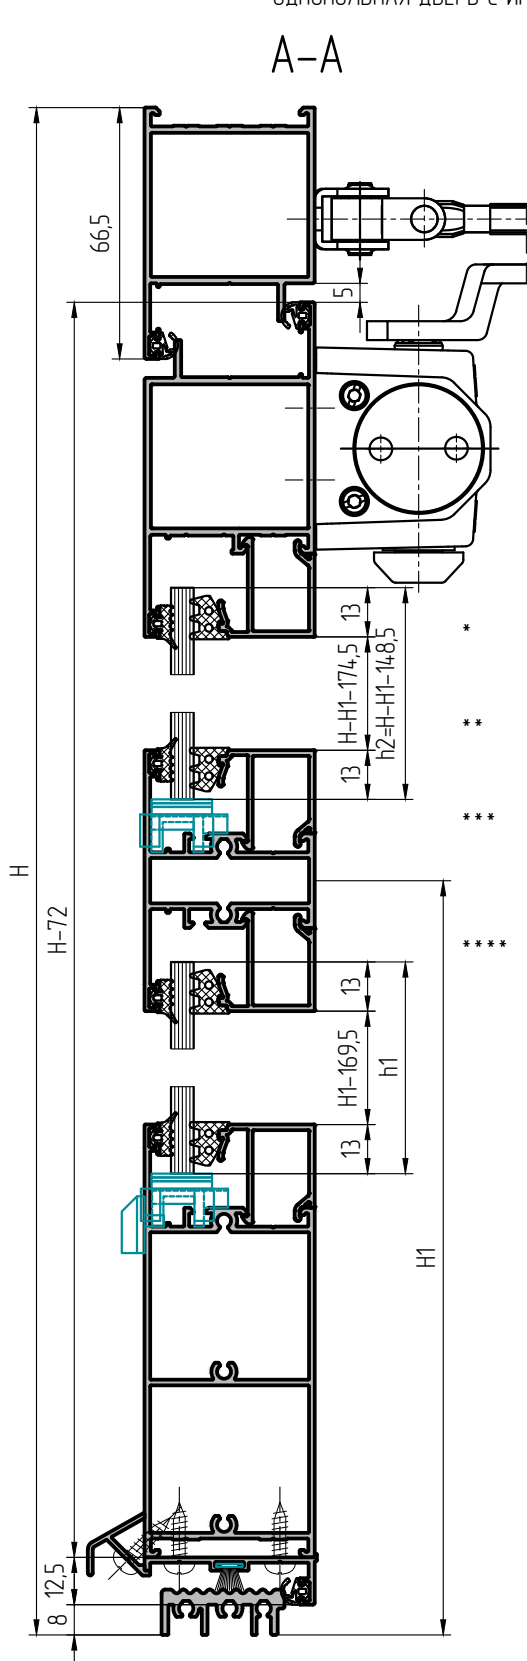 А-А
66,5
5
13
*
H-H1-174,5
h2=H-H1-148,5
**
13
***
H
H-72
****
13
H1-169,5
h1
13
H1
12,5
8